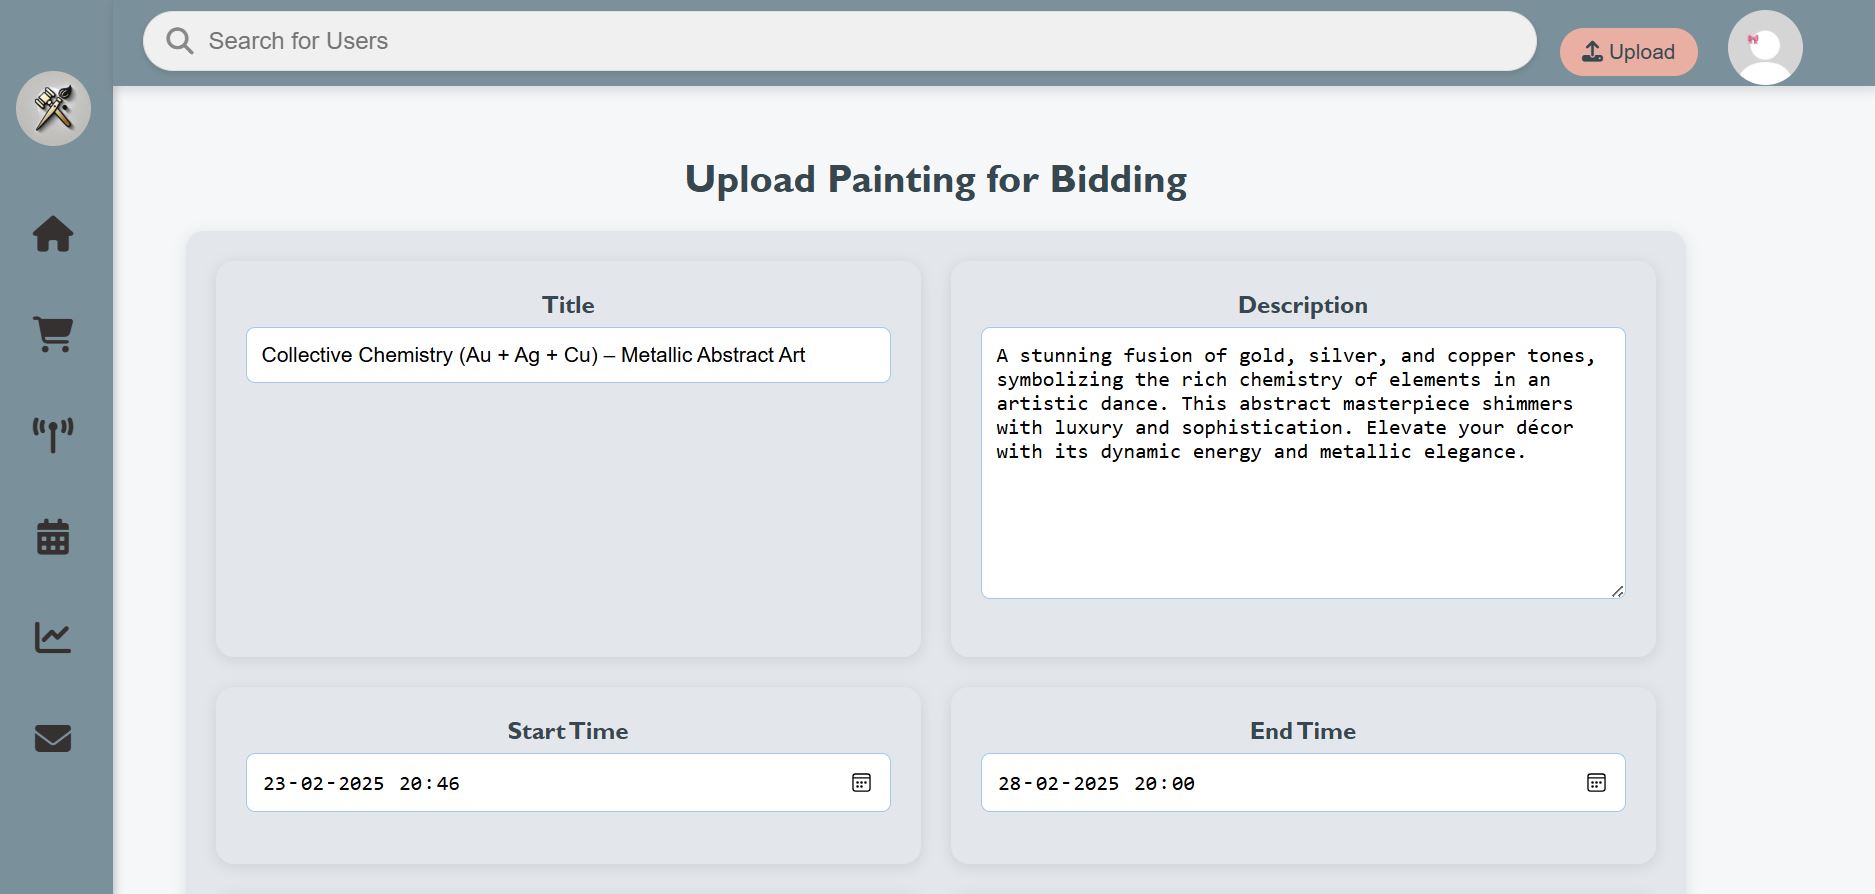 Search for Users
Upload
Upload Painting for Bidding
Title
Collective Chemistry (Au + Ag + Cu) – Metallic Abstract Art
Description
A stunning fusion of gold, silver, and copper tones,
symbolizing the rich chemistry of elements in an
artistic dance. This abstract masterpiece shimmers
with luxury and sophistication. Elevate your décor
with its dynamic energy and metallic elegance.
Start Time
23-02-2025 20:46
End Time
28-02-2025 20:00